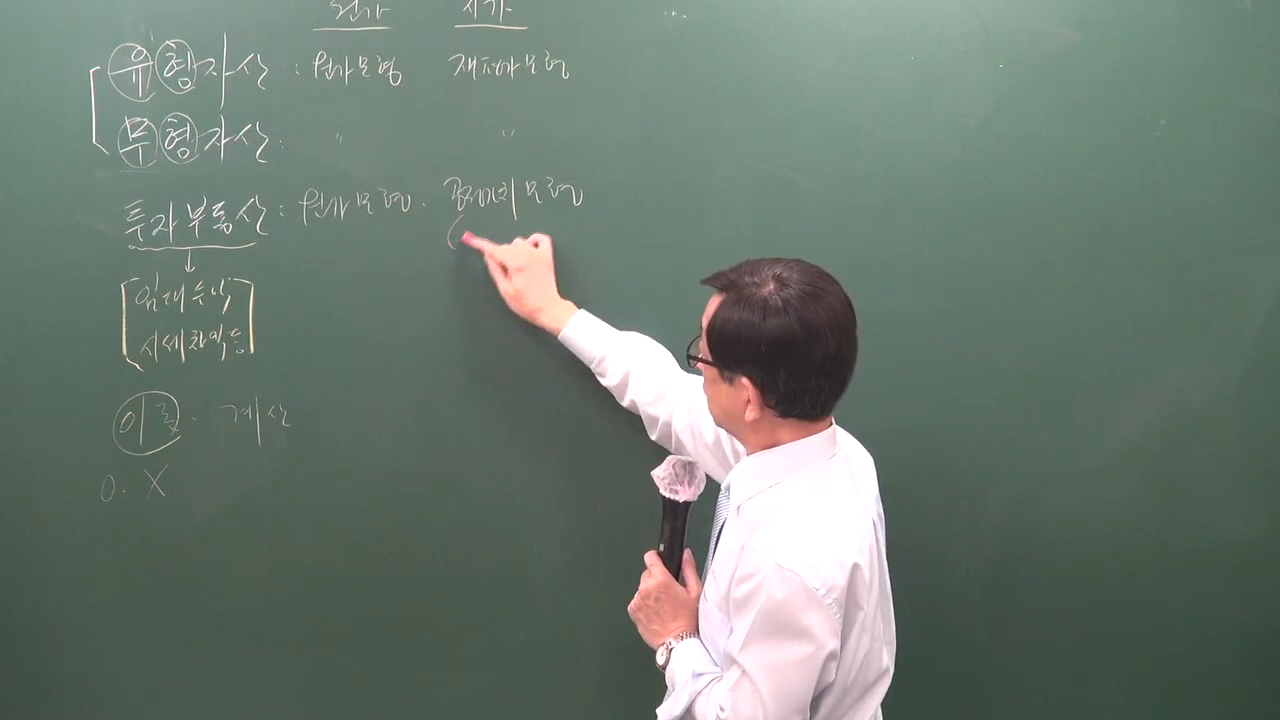 원가 시가
유형자산 : 원가모형 재평가모형
무형자산 : " "
투자부동산 : 원가모형. 공정가치모형
(
↓
임대수익
시세차익 등
이론. 계산
O. X